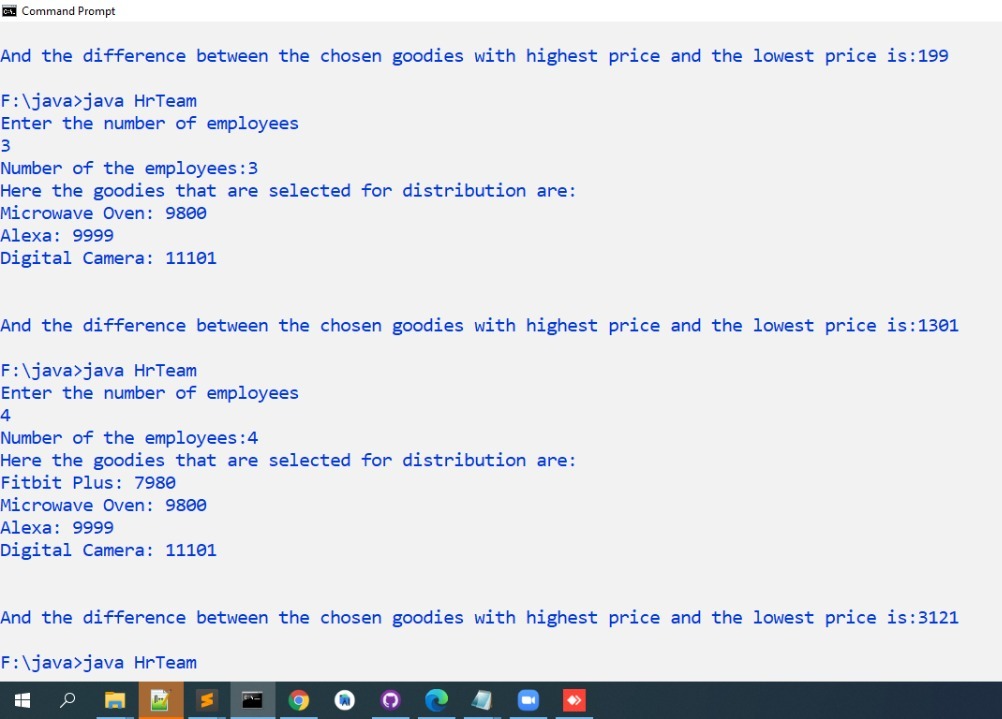 Command Prompt
And the difference between the chosen goodies with highest price and the lowest price is:199
F:\java>java HrTeam
Enter the number of employees
3
Number of the employees:3
Here the goodies that are selected for distribution are:
Microwave Oven: 9800
Alexa: 9999
Digital Camera: 11101
And the difference between the chosen goodies with highest price and the lowest price is:1301
F:\java>java HrTeam
Enter the number of employees
4
Number of the employees:4
Here the goodies that are selected for distribution are:
Fitbit Plus: 7980
Microwave Oven: 9800
Alexa: 9999
Digital Camera: 11101
And the difference between the chosen goodies with highest price and the lowest price is:3121
F:\java>java HrTeam